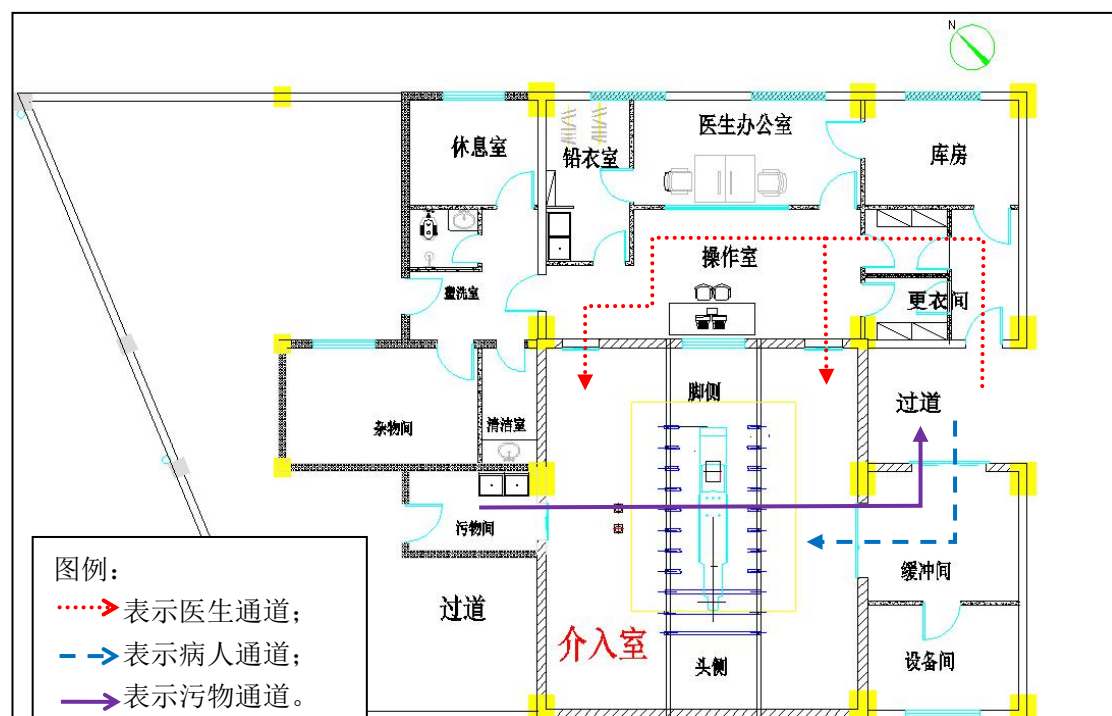 N
休息室
铅衣室
医生办公室
库房
操作室
盥洗室
更衣间
脚侧
过道
杂物间
清洁室
污物间
缓冲间
过道
介入室
头侧
设备间
图例：
表示医生通道；
表示病人通道；
表示污物通道。